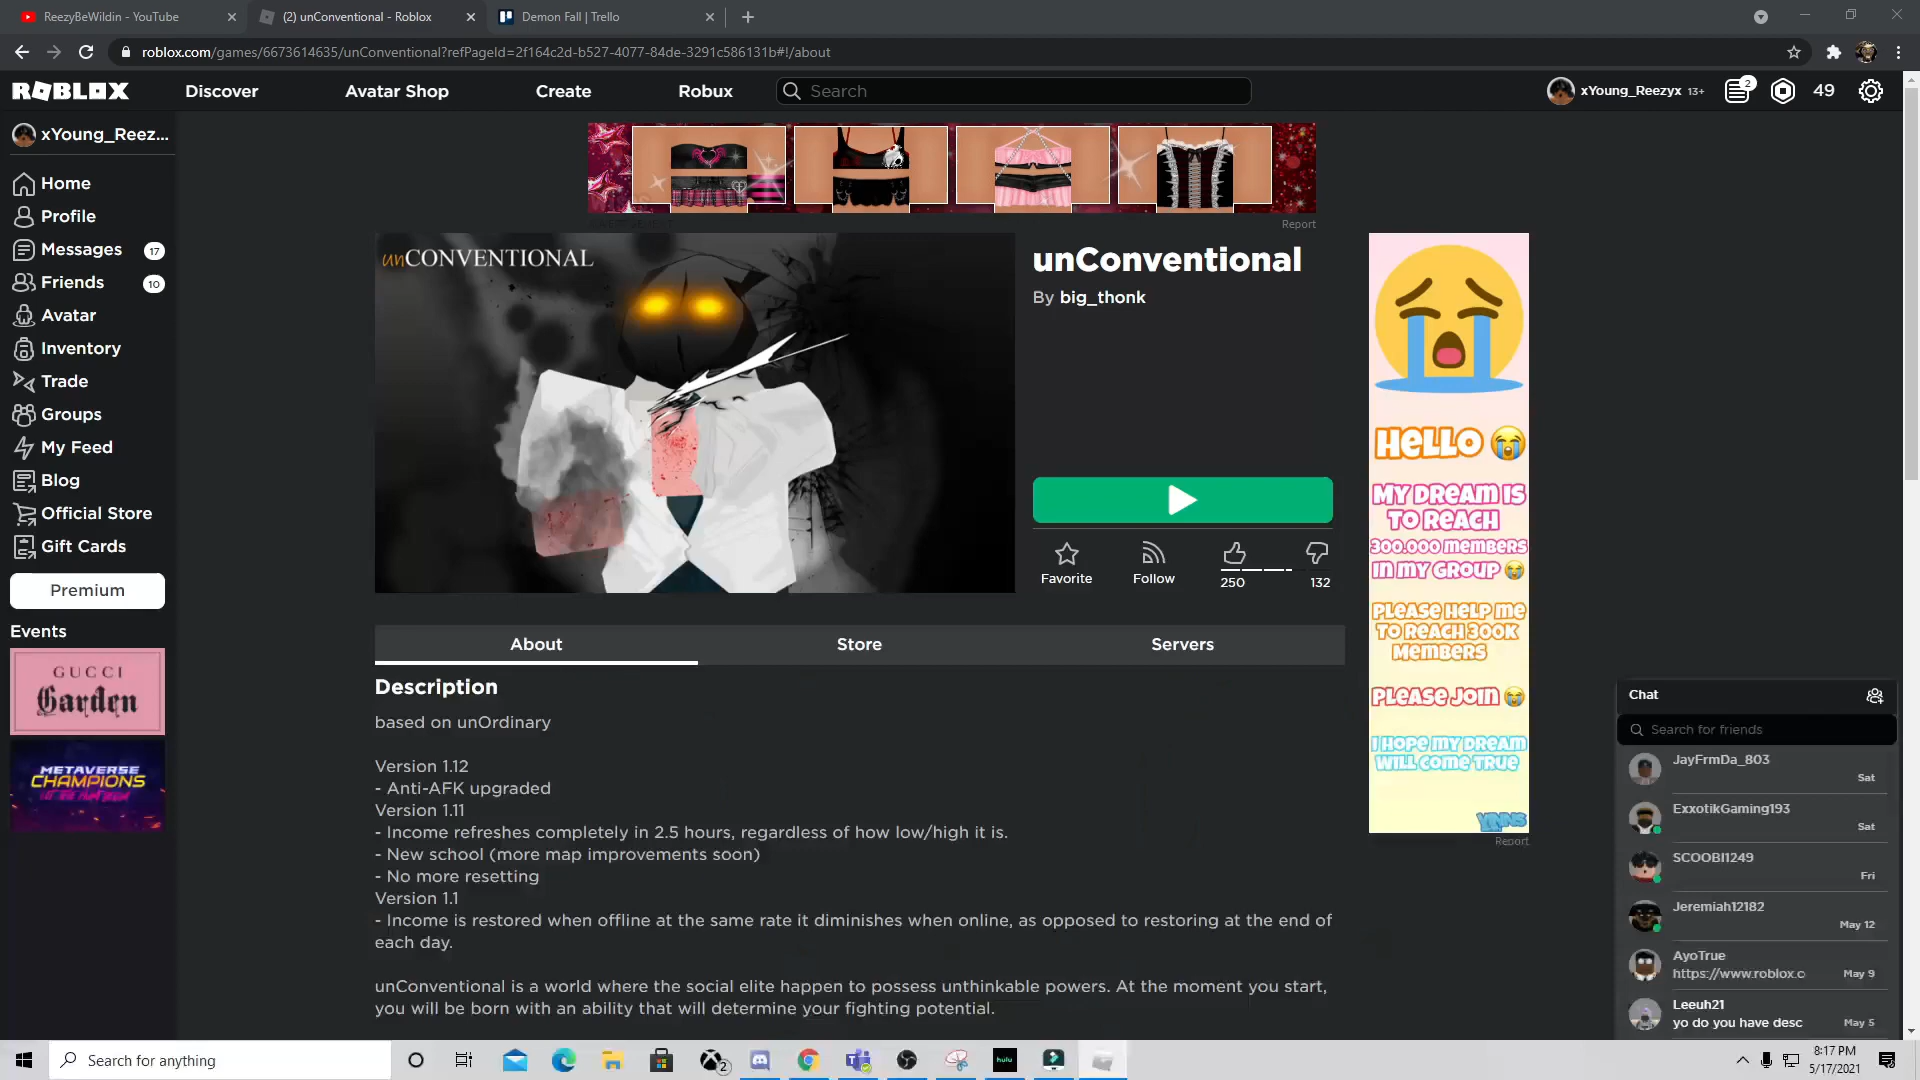 ReezyBeWildin - YouTube
(2) unConventional - Roblox
Demon Fall | Trello
roblox.com/games/6673614635/unConventional?refPageId=2f164c2d-b527-4077-84de-3291c586131b#!/about
ROBLOX
Discover
Avatar Shop
Create
Robux
Search
xYoung_Reezyx 13+
2
49
xYoung_Reez...
Home
Profile
Messages 17
Friends 10
Avatar
Inventory
Trade
Groups
My Feed
Blog
Official Store
Gift Cards
Premium
Events
GUCCI
Garden
METAVERSE
CHAMPIONS
Report
unCONVENTIONAL
unConventional
By big_thonk
Favorite
Follow
250
132
About
Store
Servers
Description
based on unOrdinary
Version 1.12
- Anti-AFK upgraded
Version 1.11
- Income refreshes completely in 2.5 hours, regardless of how low/high it is.
- New school (more map improvements soon)
- No more resetting
Version 1.1
- Income is restored when offline at the same rate it diminishes when online, as opposed to restoring at the end of
each day.
unConventional is a world where the social elite happen to possess unthinkable powers. At the moment you start,
you will be born with an ability that will determine your fighting potential.
HELLO
MY DREAM IS
TO REACH
300.000 MEMBERS
IN MY GROUP
PLEASE HELP ME
TO REACH 300K
MEMBERS
PLEASE JOIN
I HOPE MY DREAM
WILL COME TRUE
Report
Chat
Search for friends
JayFrmDa_803
Sat
ExxotikGaming193
Sat
SCOOBI1249
Fri
Jeremiah12182
May 12
AyoTrue
https://www.roblox.c
May 9
Leeuh21
yo do you have desc
May 5
Search for anything
2
hulu
8:17 PM
5/17/2021